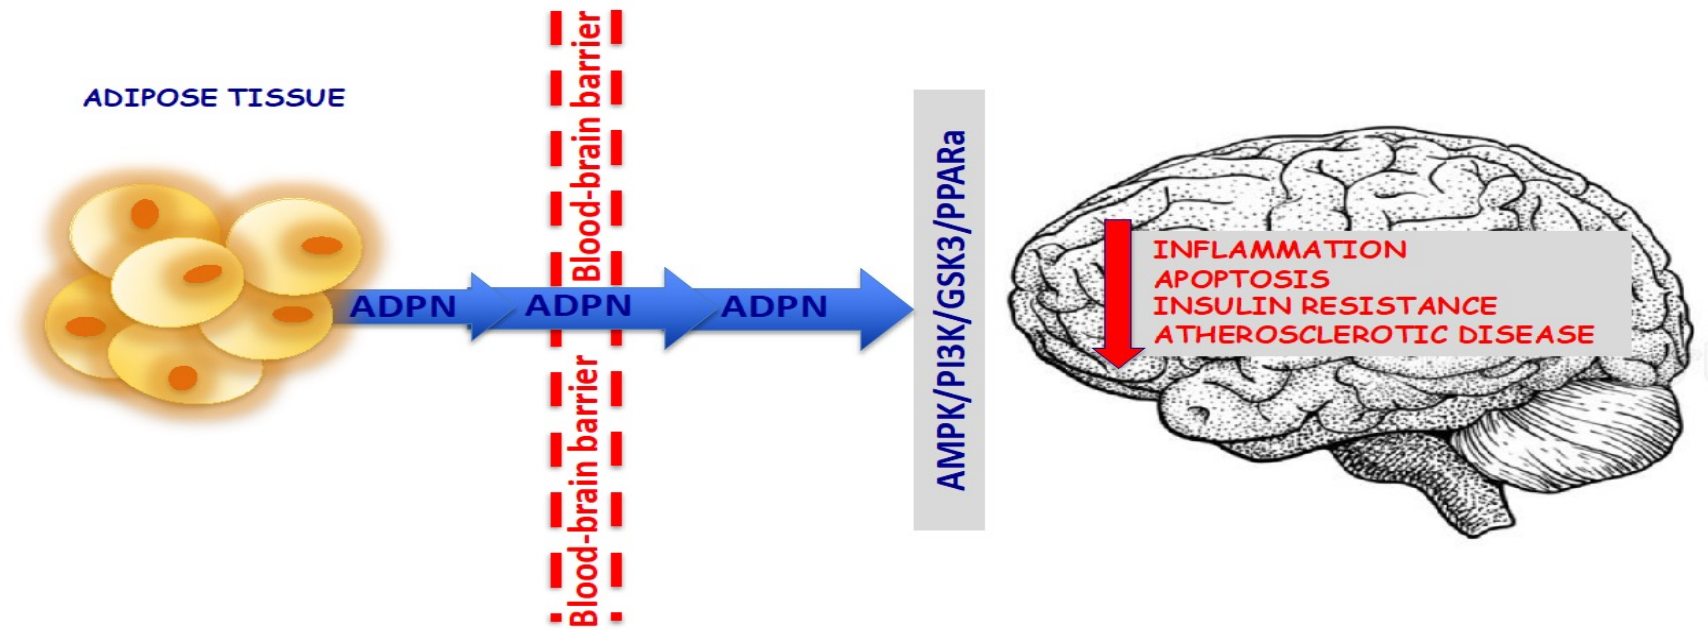 ADIPOSE TISSUE
Blood-brain barrier
ADPN
ADPN
ADPN
Blood-brain barrier
AMPK/PI3K/GSK3/PPARa
INFLAMMATION
APOPTOSIS
INSULIN RESISTANCE
ATHEROSCLEROTIC DISEASE